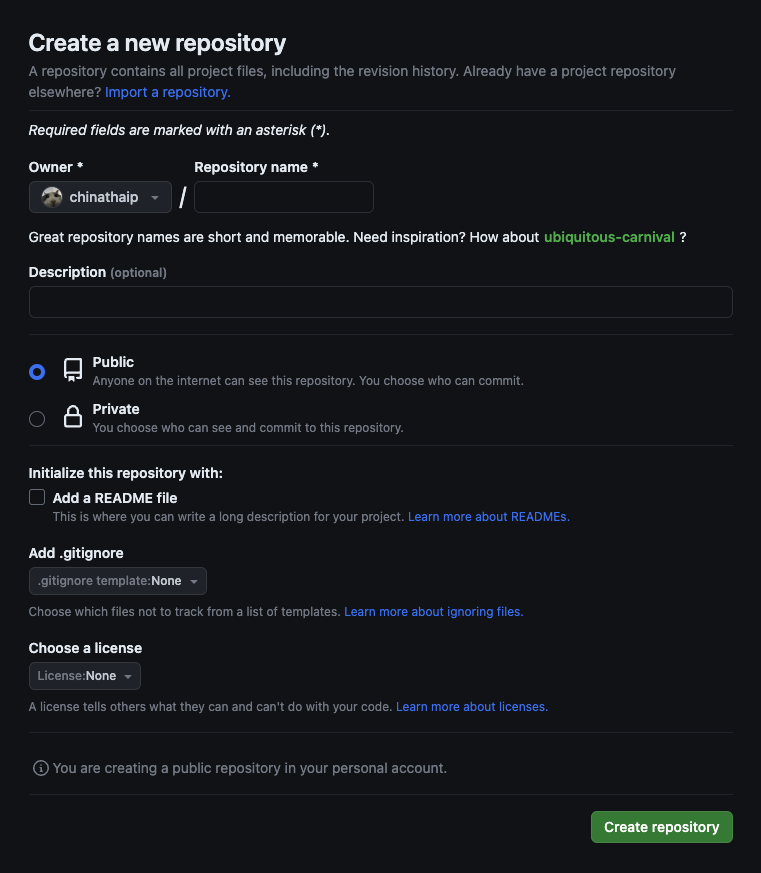 Create a new repository
A repository contains all project files, including the revision history. Already have a project repository
elsewhere? Import a repository.
Required fields are marked with an asterisk (*).
Owner * Repository name *
chinathaip /
Great repository names are short and memorable. Need inspiration? How about ubiquitous-carnival ?
Description (optional)
Public
Anyone on the internet can see this repository. You choose who can commit.
Private
You choose who can see and commit to this repository.
Initialize this repository with:
Add a README file
This is where you can write a long description for your project. Learn more about READMEs.
Add .gitignore
.gitignore template:None
Choose which files not to track from a list of templates. Learn more about ignoring files.
Choose a license
License:None
A license tells others what they can and can't do with your code. Learn more about licenses.
You are creating a public repository in your personal account.
Create repository